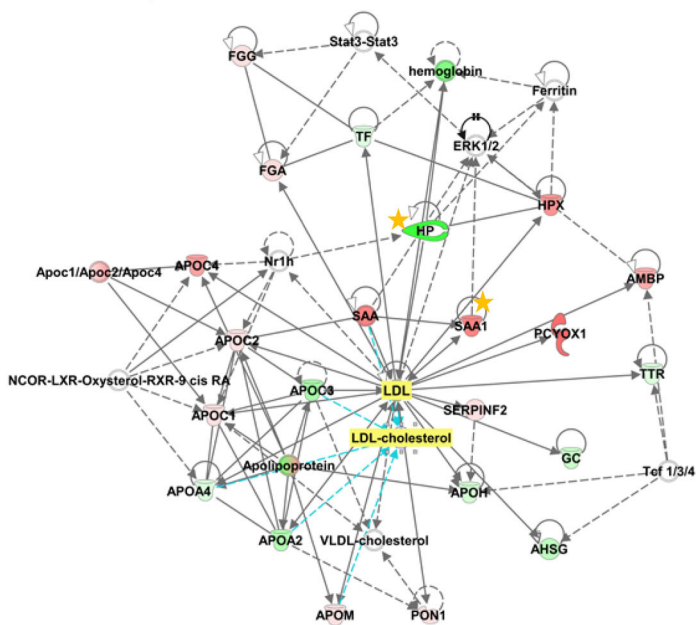 Stat3-Stat3
FGG
hemoglobin
Ferritin
TF
ERK1/2
FGA
HPX
HP
Nr1h
Apoc1/Apoc2/Apoc4
APOC4
AMBP
SAA
SAA1
PCYOX1
APOC2
NCOR-LXR-Oxysterol-RXR-9 cis RA
APOC3
LDL
TTR
APOC1
SERPINF2
LDL-cholesterol
GC
Apolipoprotein
Tcf 1/3/4
APOA4
APOH
APOA2
VLDL-cholesterol
AHSG
APOM
PON1